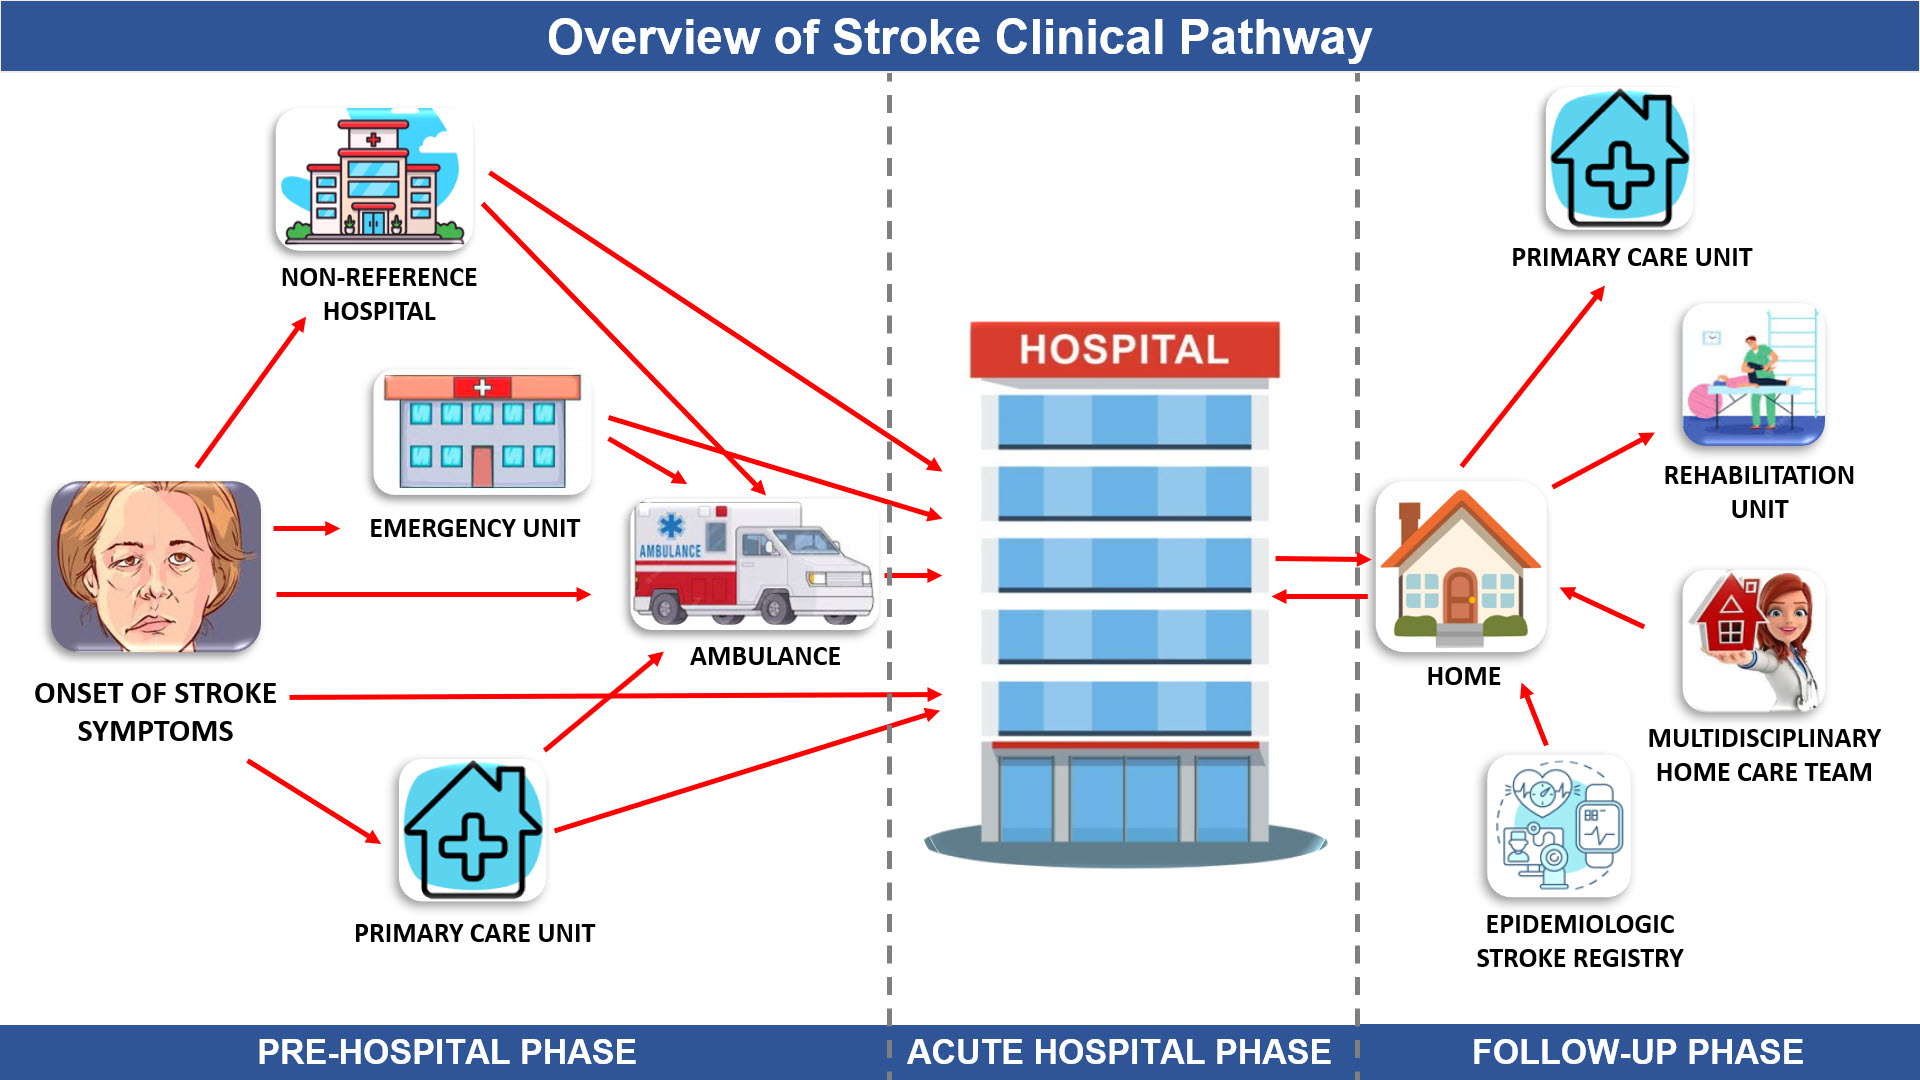 Overview of Stroke Clinical Pathway
NON-REFERENCE
HOSPITAL
EMERGENCY UNIT
AMBULANCE
AMBULANCE
ONSET OF STROKE
SYMPTOMS
PRIMARY CARE UNIT
HOSPITAL
PRIMARY CARE UNIT
REHABILITATION
UNIT
HOME
MULTIDISCIPLINARY
HOME CARE TEAM
EPIDEMIOLOGIC
STROKE REGISTRY
PRE-HOSPITAL PHASE
ACUTE HOSPITAL PHASE
FOLLOW-UP PHASE